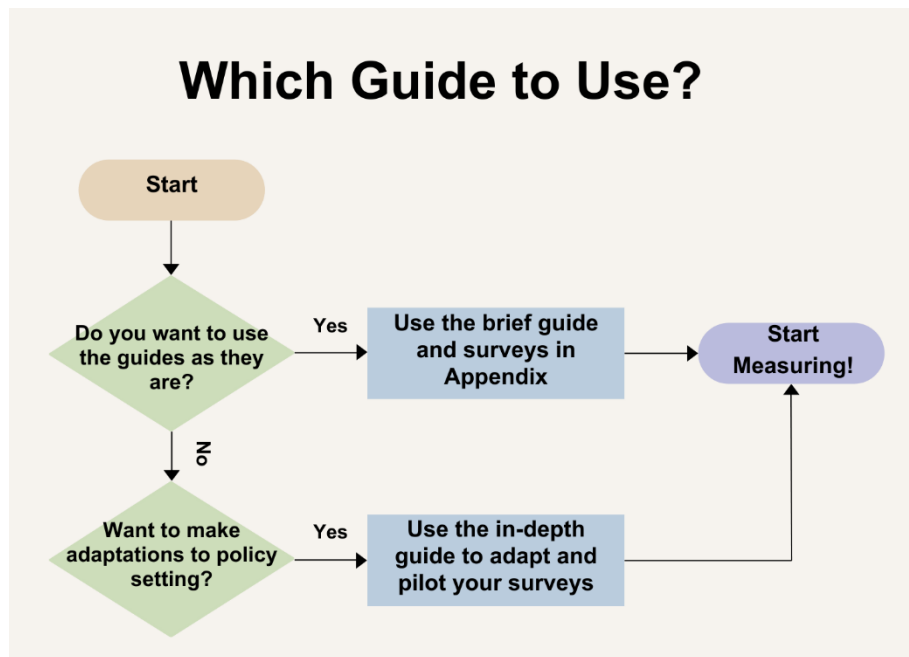 Which Guide to Use?
Start
Do you want to use
the guides as they
are?
Yes
Use the brief guide
and surveys in
Appendix
Start
Measuring!
No
Want to make
adaptations to policy
setting?
Yes
Use the in-depth
guide to adapt and
pilot your surveys